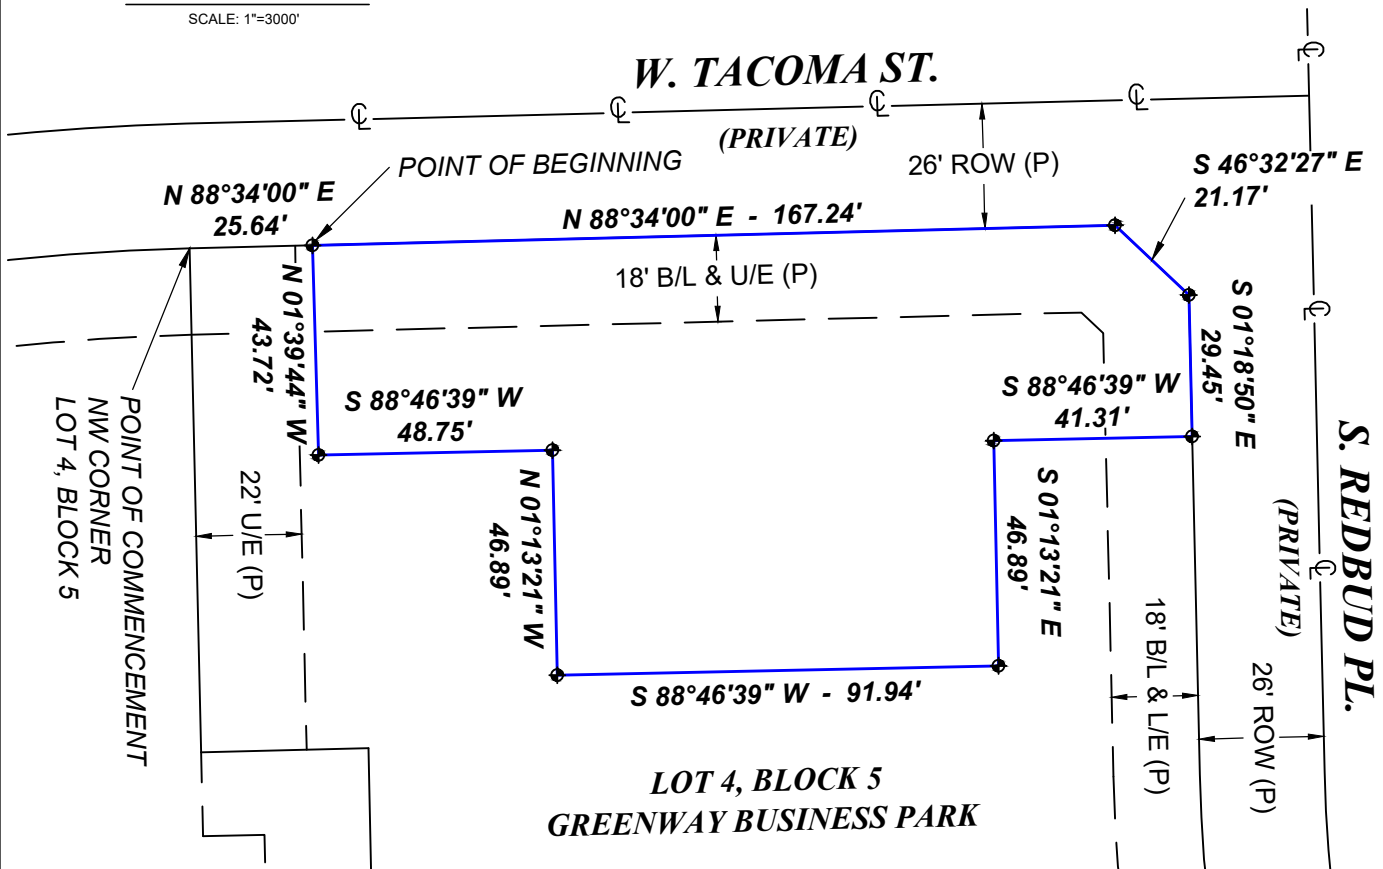 SCALE: 1"=3000'
W. TACOMA ST.
(PRIVATE)
POINT OF BEGINNING
26' ROW (P)
S 46°32'27" E
21.17'
N 88°34'00" E
25.64'
N 88°34'00" E - 167.24'
18' B/L & U/E (P)
N 01°39'44" W
43.72'
S 01°18'50" E
29.45'
S 88°46'39" W
48.75'
S 88°46'39" W
41.31'
POINT OF COMMENCEMENT
NW CORNER
LOT 4, BLOCK 5
22' U/E (P)
N 01°13'21" W
46.89'
S 01°13'21" E
46.89'
S. REDBUD PL.
(PRIVATE)
18' B/L & L/E (P)
26' ROW (P)
S 88°46'39" W - 91.94'
LOT 4, BLOCK 5
GREENWAY BUSINESS PARK